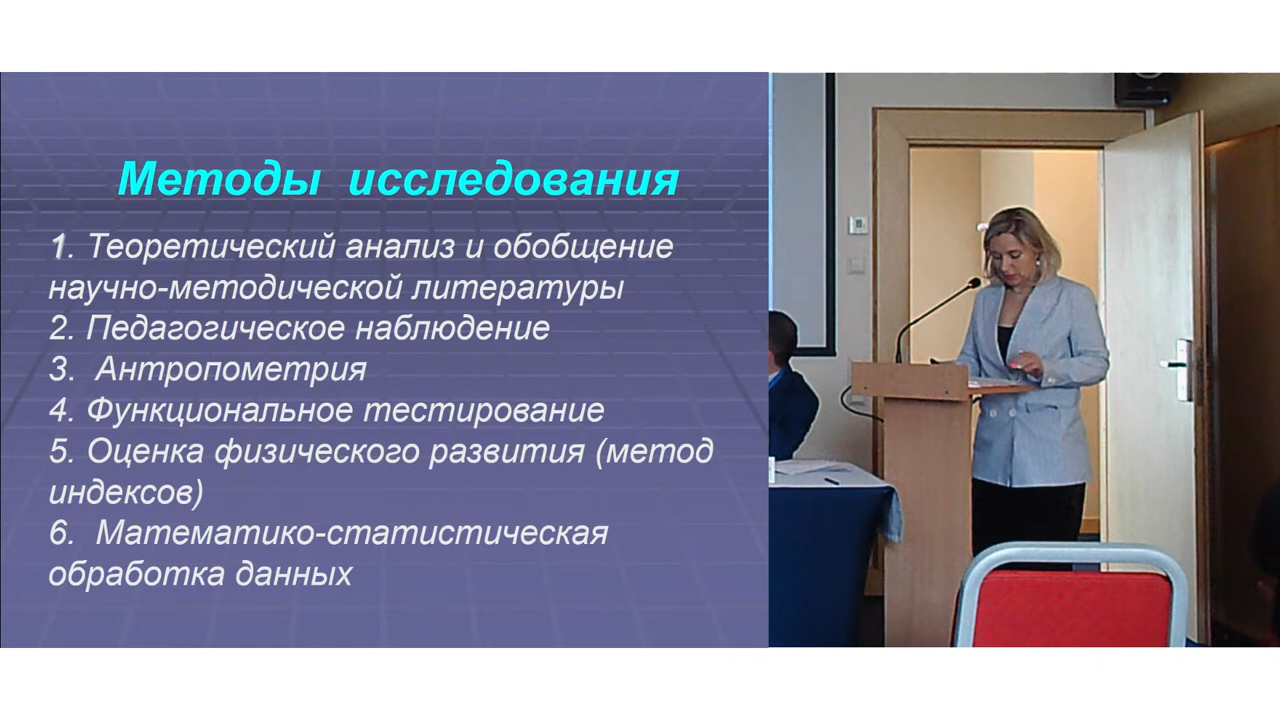 Методы исследования
1. Теоретический анализ и обобщение
научно-методической литературы
2. Педагогическое наблюдение
3. Антропометрия
4. Функциональное тестирование
5. Оценка физического развития (метод
индексов)
6. Математико-статистическая
обработка данных